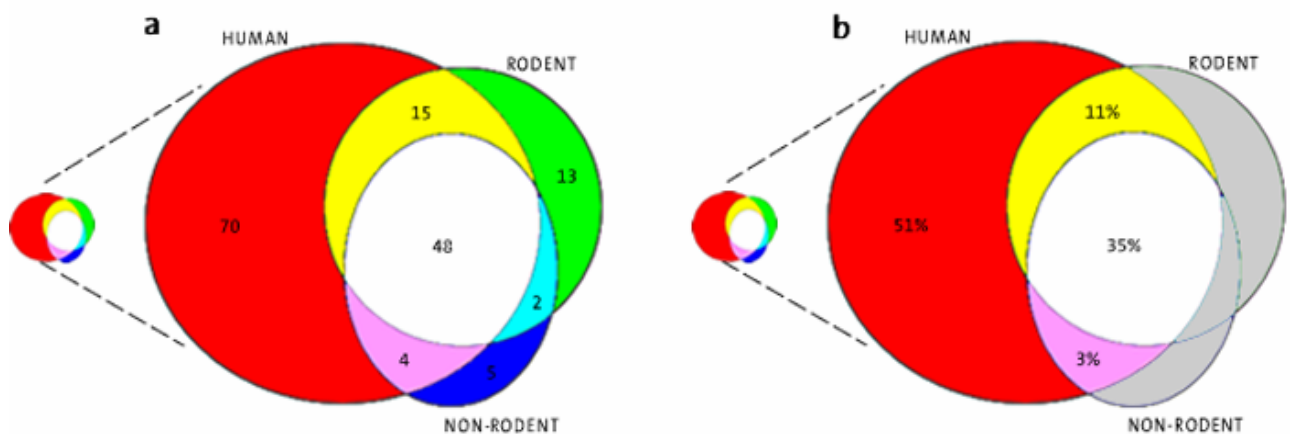 a
HUMAN
RODENT
15
13
70
48
2
4
5
NON-RODENT
b
HUMAN
RODENT
11%
51%
35%
3%
NON-RODENT